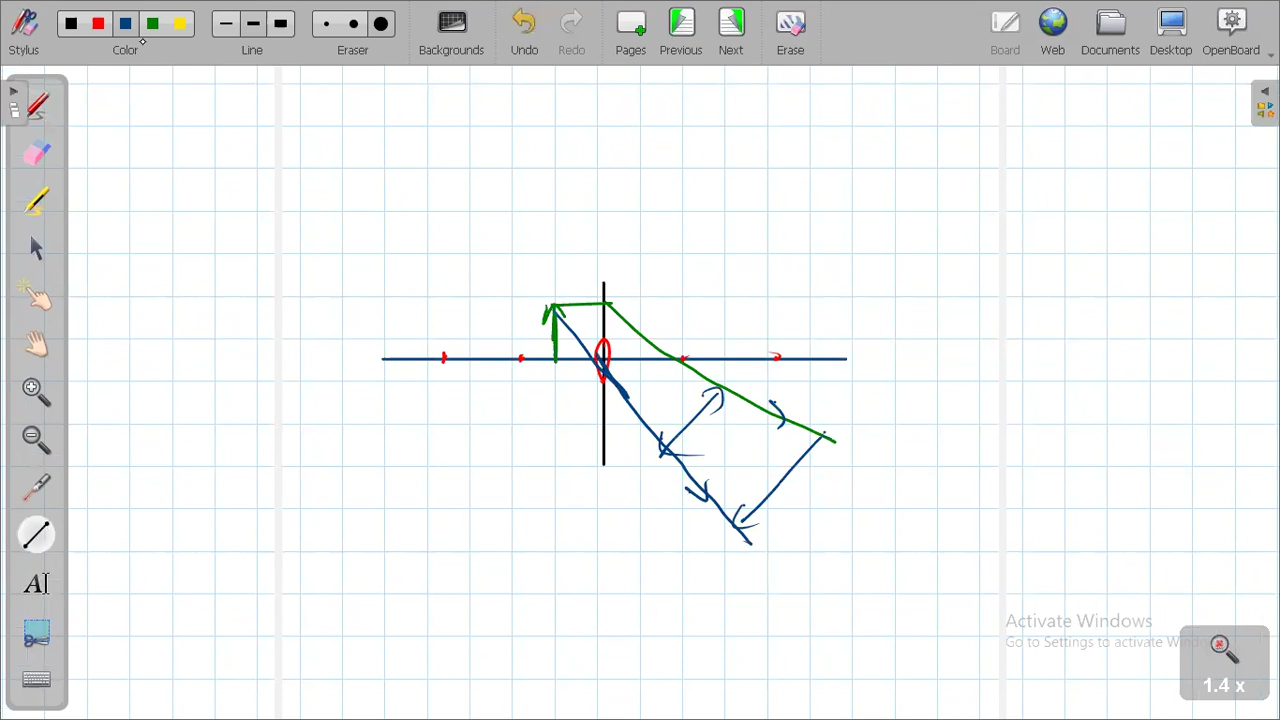 Stylus
Color
Line
Eraser
Backgrounds
Undo
Redo
Pages
Previous
Next
Erase
Board
Web
Documents
Desktop
OpenBoard
A
Activate Windows
Go to Settings to activate Wind
1.4 x